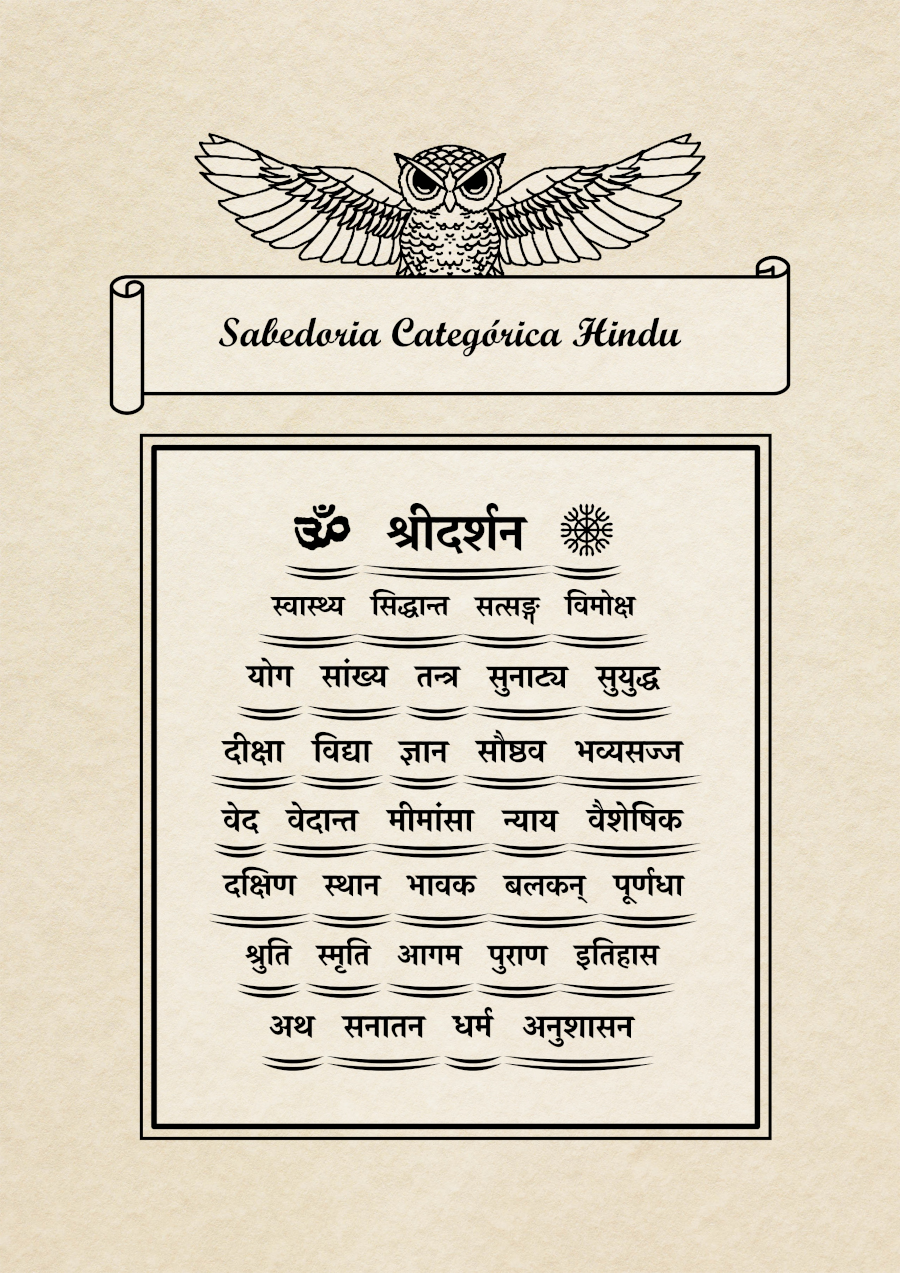 Sabedoria Categórica Hindu
ॐ श्रीदर्शन
स्वास्थ्य सिद्धान्त सत्सङ्ग विमोक्ष
योग सांख्य तन्त्र सुनाट्य सुयुद्ध
दीक्षा विद्या ज्ञान सौष्ठव भव्यसज्ज
वेद वेदान्त मीमांसा न्याय वैशेषिक
दक्षिण स्थान भावक बलकन् पूर्णधा
श्रुति स्मृति आगम पुराण इतिहास
अथ सनातन धर्म अनुशासन